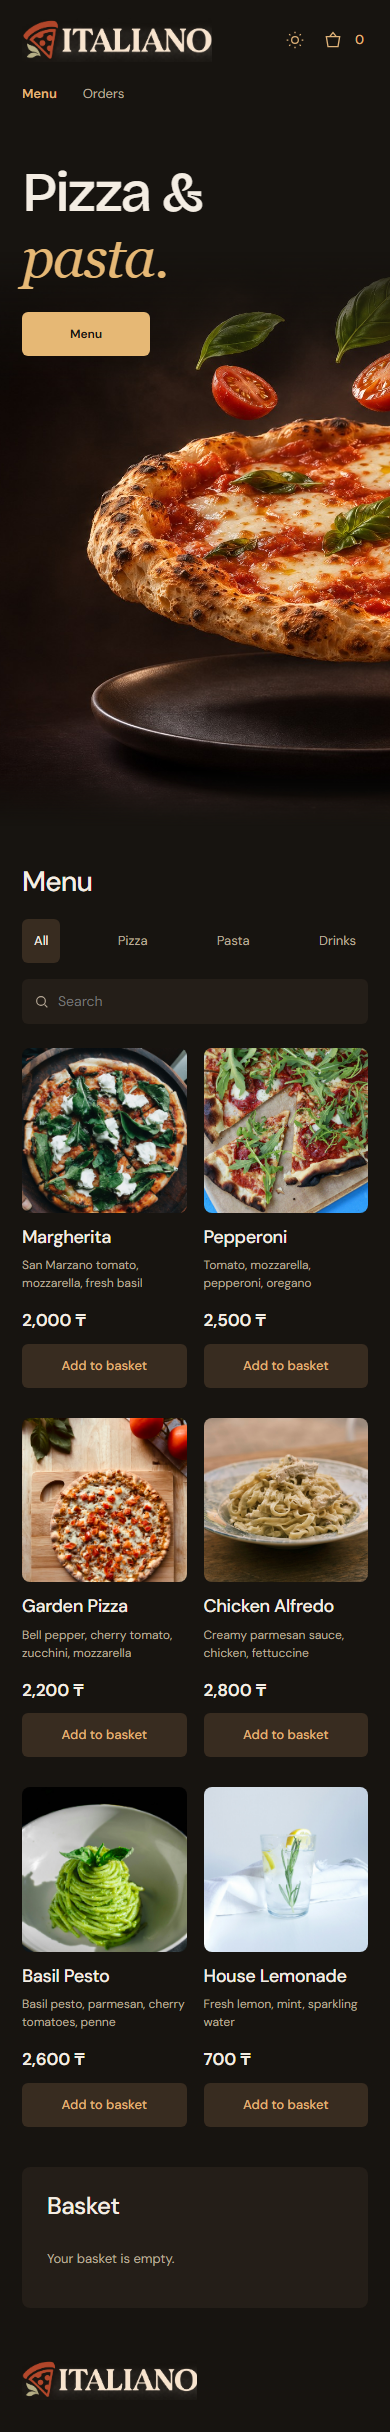 ITALIANO
0
Menu Orders
Pizza &
pasta.
Menu
Menu
All Pizza Pasta Drinks
Search
Margherita
San Marzano tomato,
mozzarella, fresh basil
2,000 ₸
Add to basket
Pepperoni
Tomato, mozzarella,
pepperoni, oregano
2,500 ₸
Add to basket
Garden Pizza
Bell pepper, cherry tomato,
zucchini, mozzarella
2,200 ₸
Add to basket
Chicken Alfredo
Creamy parmesan sauce,
chicken, fettuccine
2,800 ₸
Add to basket
Basil Pesto
Basil pesto, parmesan, cherry
tomatoes, penne
2,600 ₸
Add to basket
House Lemonade
Fresh lemon, mint, sparkling
water
700 ₸
Add to basket
Basket
Your basket is empty.
ITALIANO